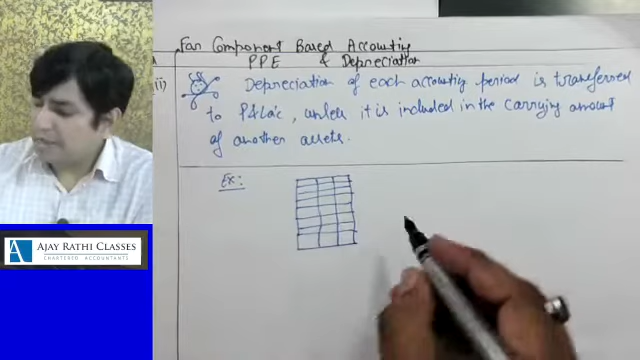 For Component Based Accounting
PPE & Depreciation
ii) Depreciation of each accounting period is transferred
to P&La/c, unless it is included in the carrying amount
of another assets.
Ex:
AJAY RATHI CLASSES
CHARTERED ACCOUNTANTS